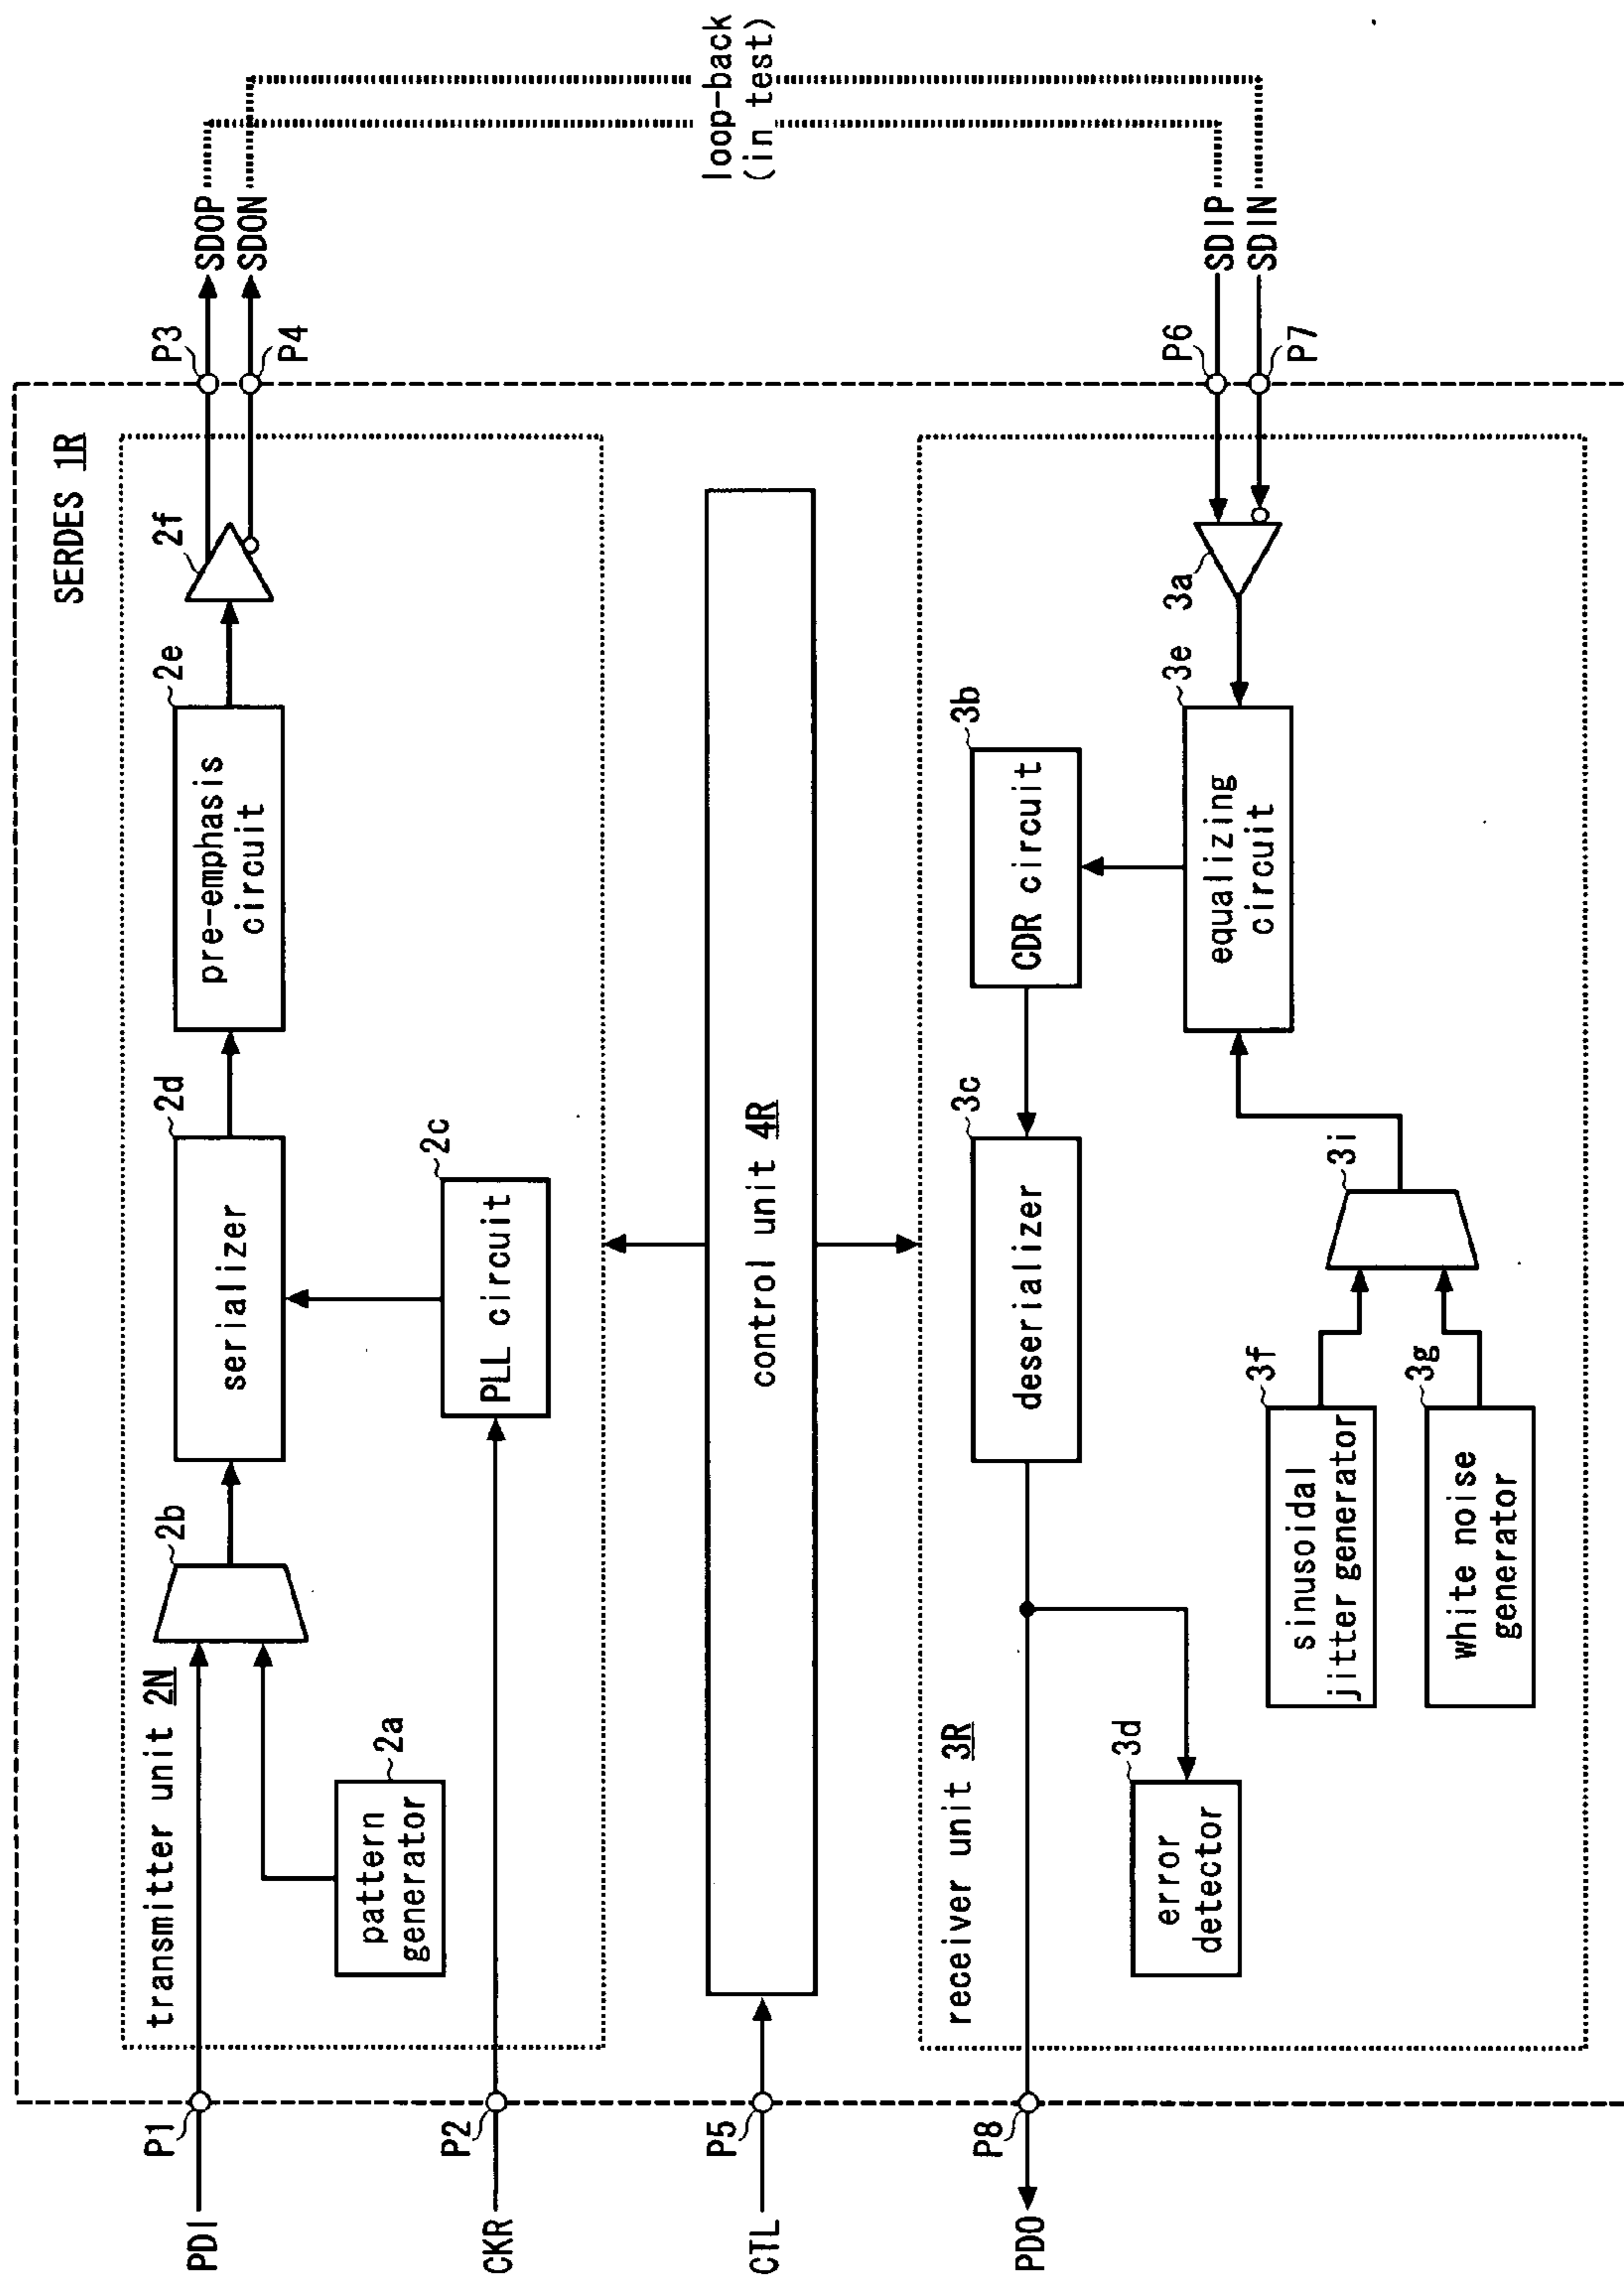 SERDES 1R
transmitter unit 2N
PDI
P1
pattern
generator
2a
2b
serializer
2d
pre-emphasis
circuit
2e
2f
P3
SDOP
P4
SDON
CKR
P2
PLL circuit
2c
loop-back
(in test)
CTL
P5
control unit 4R
receiver unit 3R
PDO
P8
deserializer
3c
CDR circuit
3b
error
detector
3d
equalizing
circuit
3e
3a
P6
SDIP
P7
SDIN
sinusoidal
jitter generator
3f
3i
white noise
generator
3g